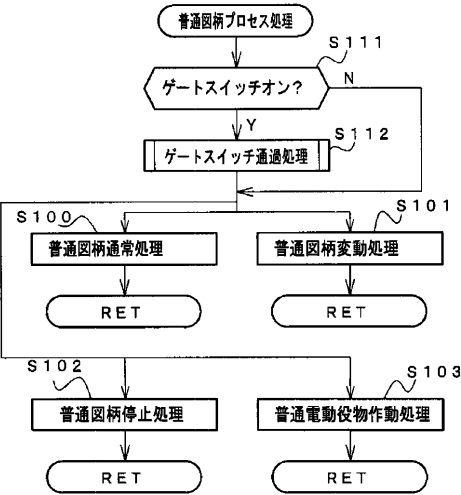 普通図柄プロセス処理
S111
ゲートスイッチオン?
N
Y
S112
ゲートスイッチ通過処理
S100
S101
普通図柄通常処理
普通図柄変動処理
RET
RET
S102
S103
普通図柄停止処理
普通電動役物作動処理
RET
RET